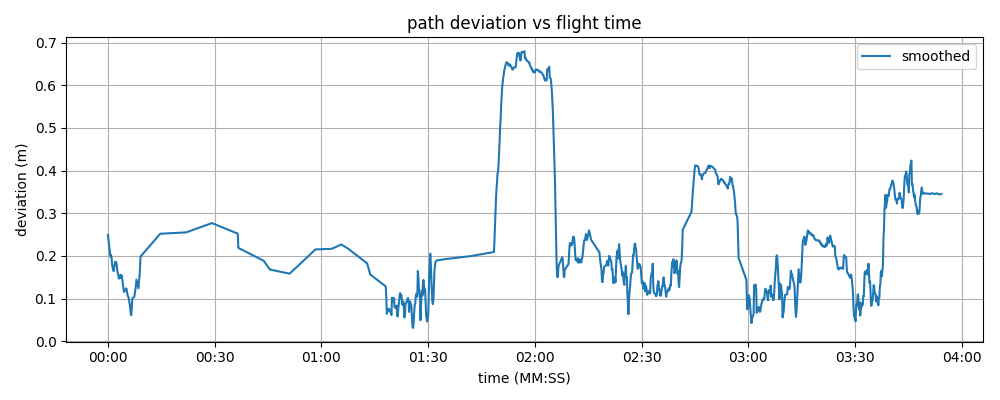 path deviation vs flight time
smoothed
deviation (m)
0.7
0.6
0.5
0.4
0.3
0.2
0.1
0.0
00:00 00:30 01:00 01:30 02:00 02:30 03:00 03:30 04:00
time (MM:SS)